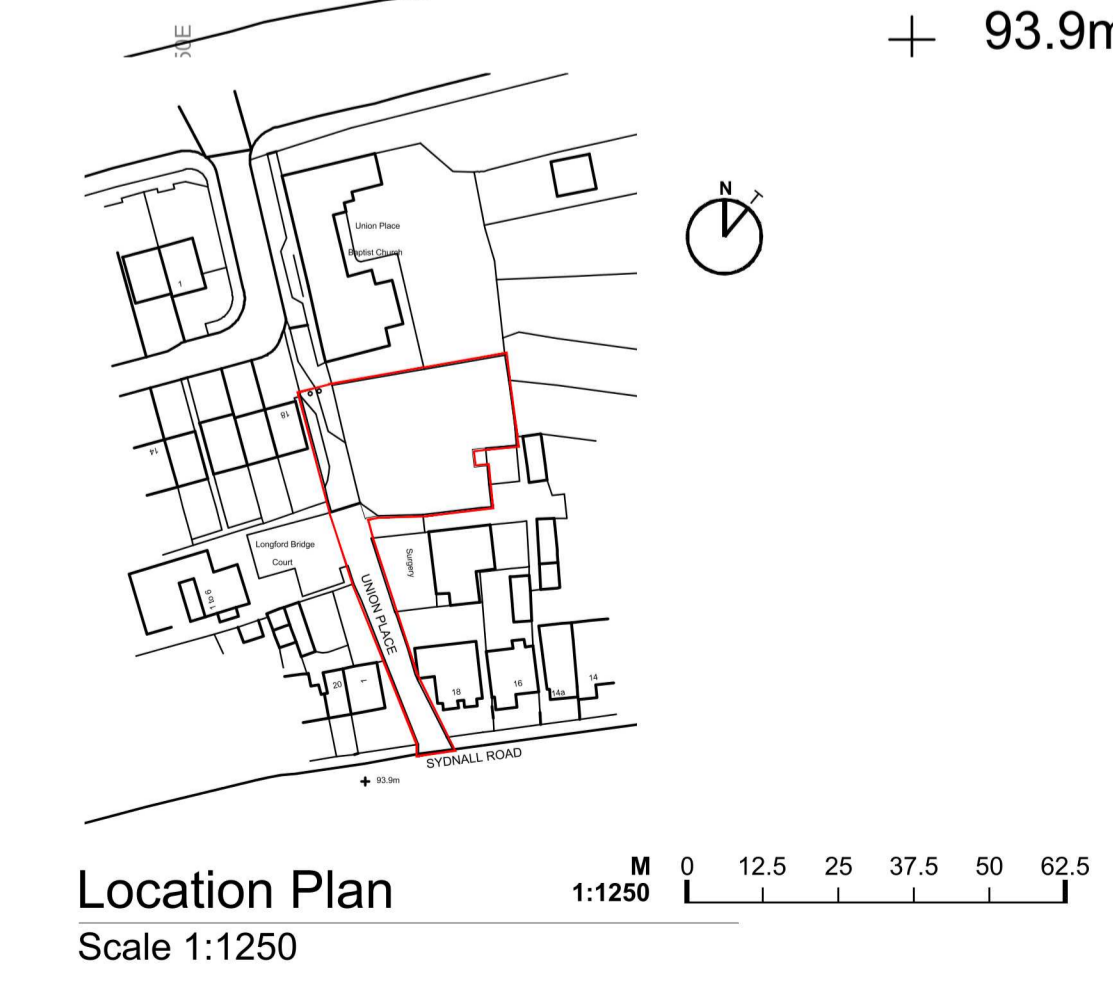 50E
93.9m
N
T
Union Place
Baptist Church
1
18
14
Longford Bridge
Court
Surgery
1 to 6
UNION PLACE
20
1
18
16
14a
14
SYDNALL ROAD
93.9m
Location Plan
Scale 1:1250
M 0 12.5 25 37.5 50 62.5
1:1250